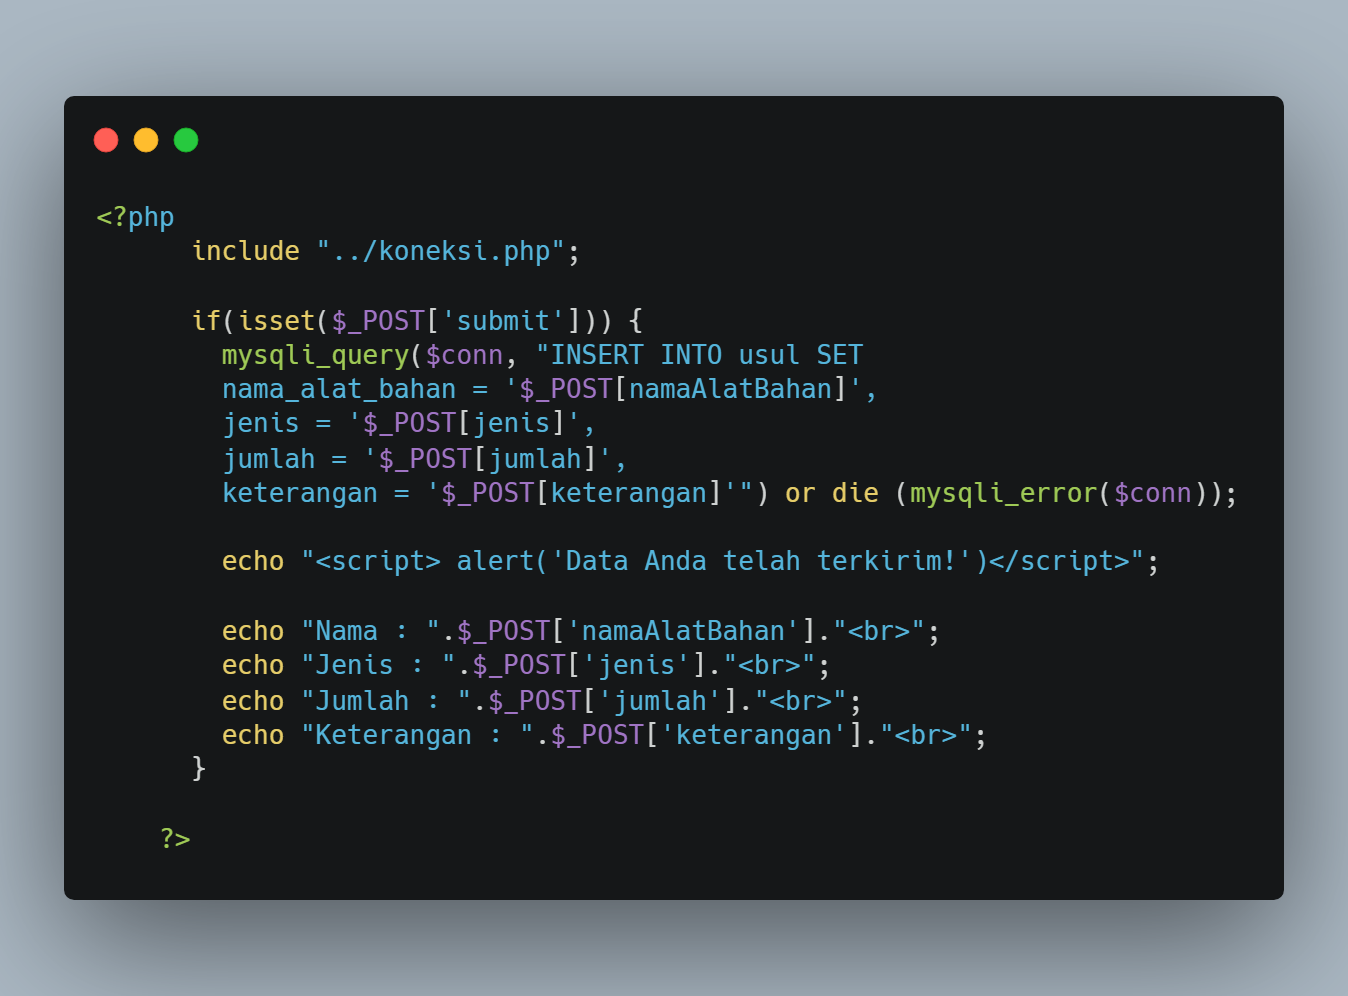 <?php
include "../koneksi.php";
if(isset($_POST['submit'])) {
mysqli_query($conn, "INSERT INTO usul SET
nama_alat_bahan = '$_POST[namaAlatBahan]',
jenis = '$_POST[jenis]',
jumlah = '$_POST[jumlah]',
keterangan = '$_POST[keterangan]'") or die (mysqli_error($conn));
echo "<script> alert('Data Anda telah terkirim!')</script>";
echo "Nama : ".$_POST['namaAlatBahan']."<br>";
echo "Jenis : ".$_POST['jenis']."<br>";
echo "Jumlah : ".$_POST['jumlah']."<br>";
echo "Keterangan : ".$_POST['keterangan']."<br>";
}
?>